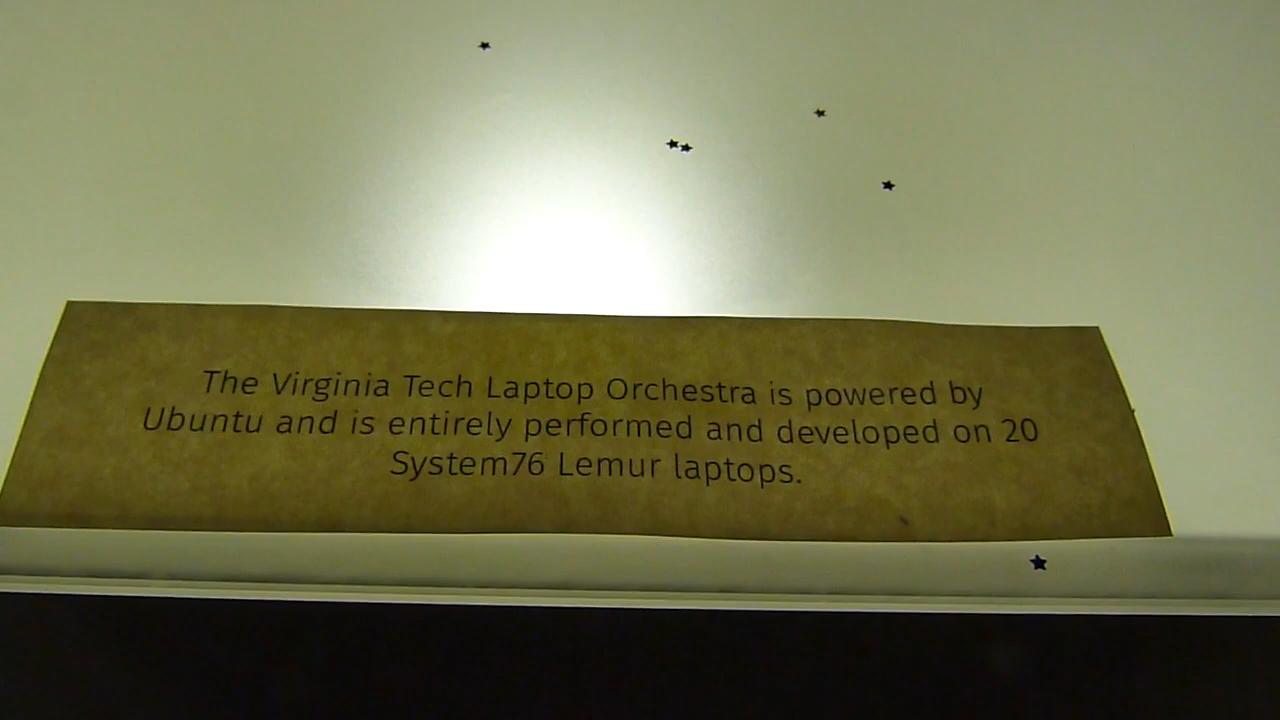 The Virginia Tech Laptop Orchestra is powered by
Ubuntu and is entirely performed and developed on 20
System76 Lemur laptops.